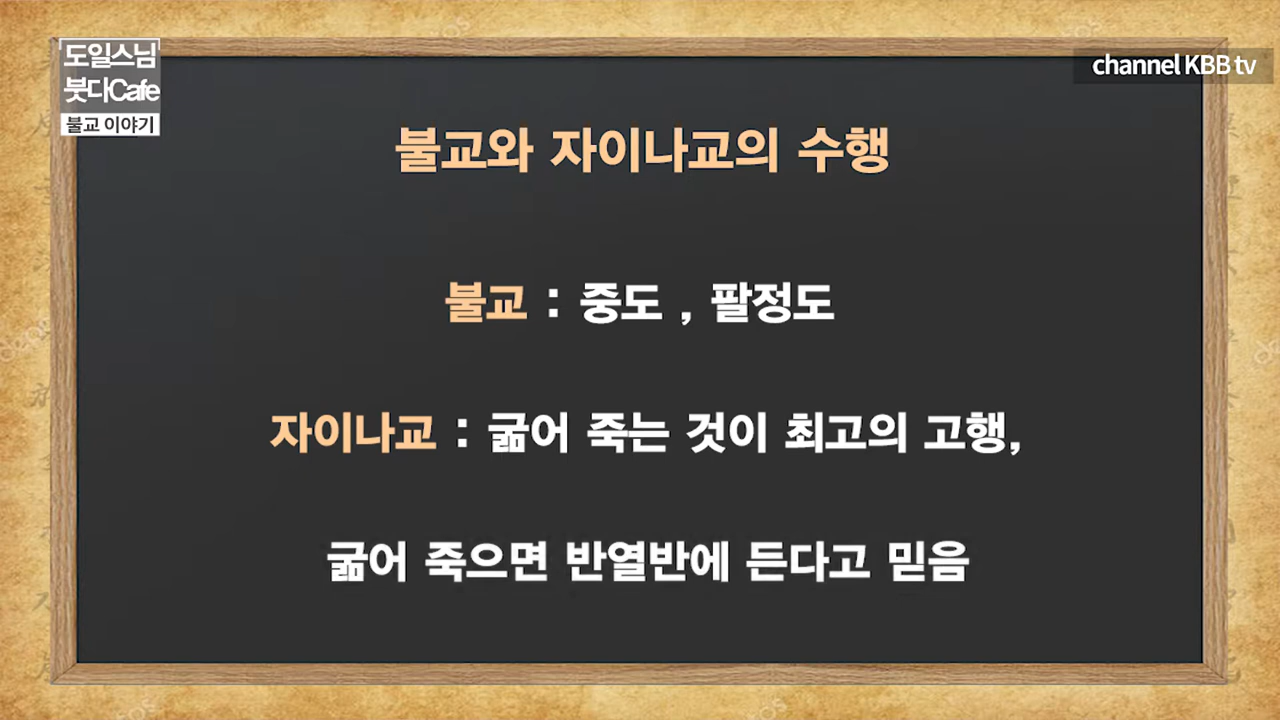 도일스님
붓다Cafe
불교 이야기
channel KBB tv
불교와 자이나교의 수행
불교 : 중도 , 팔정도
자이나교 : 굶어 죽는 것이 최고의 고행,
굶어 죽으면 반열반에 든다고 믿음